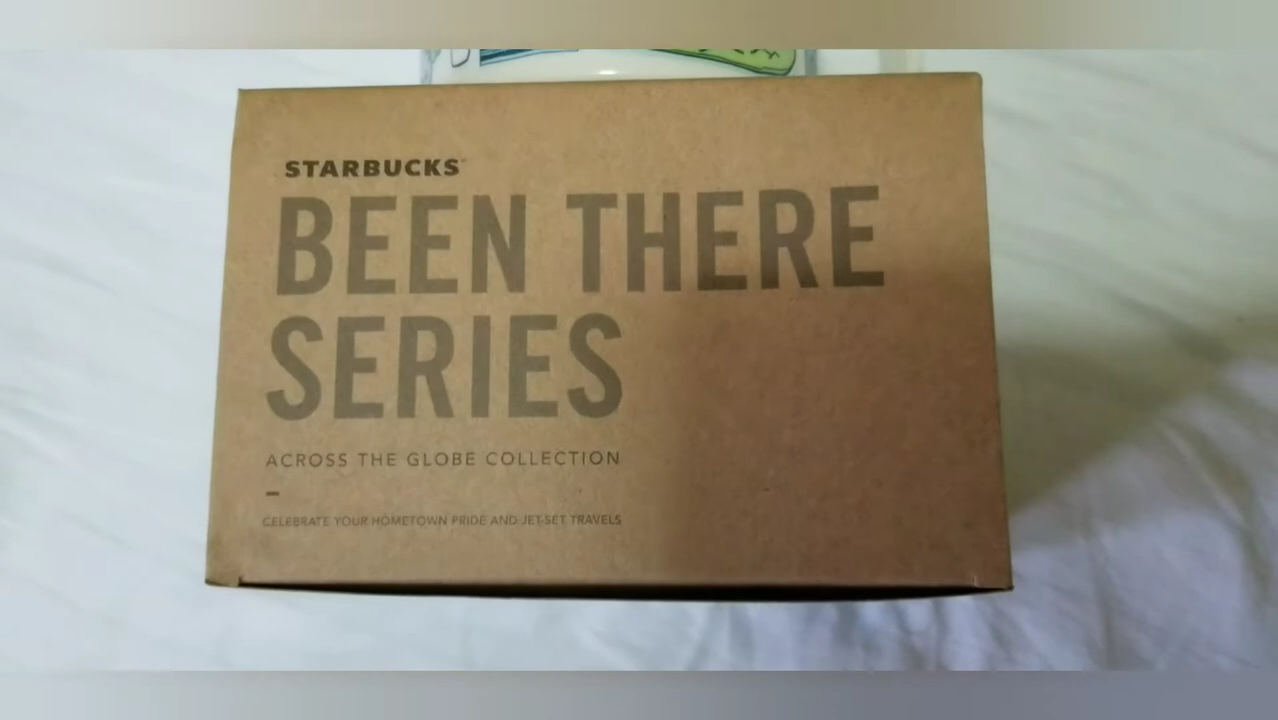 STARBUCKS
BEEN THERE
SERIES
ACROSS THE GLOBE COLLECTION
CELEBRATE YOUR HOMETOWN PRIDE AND JET-SET TRAVELS